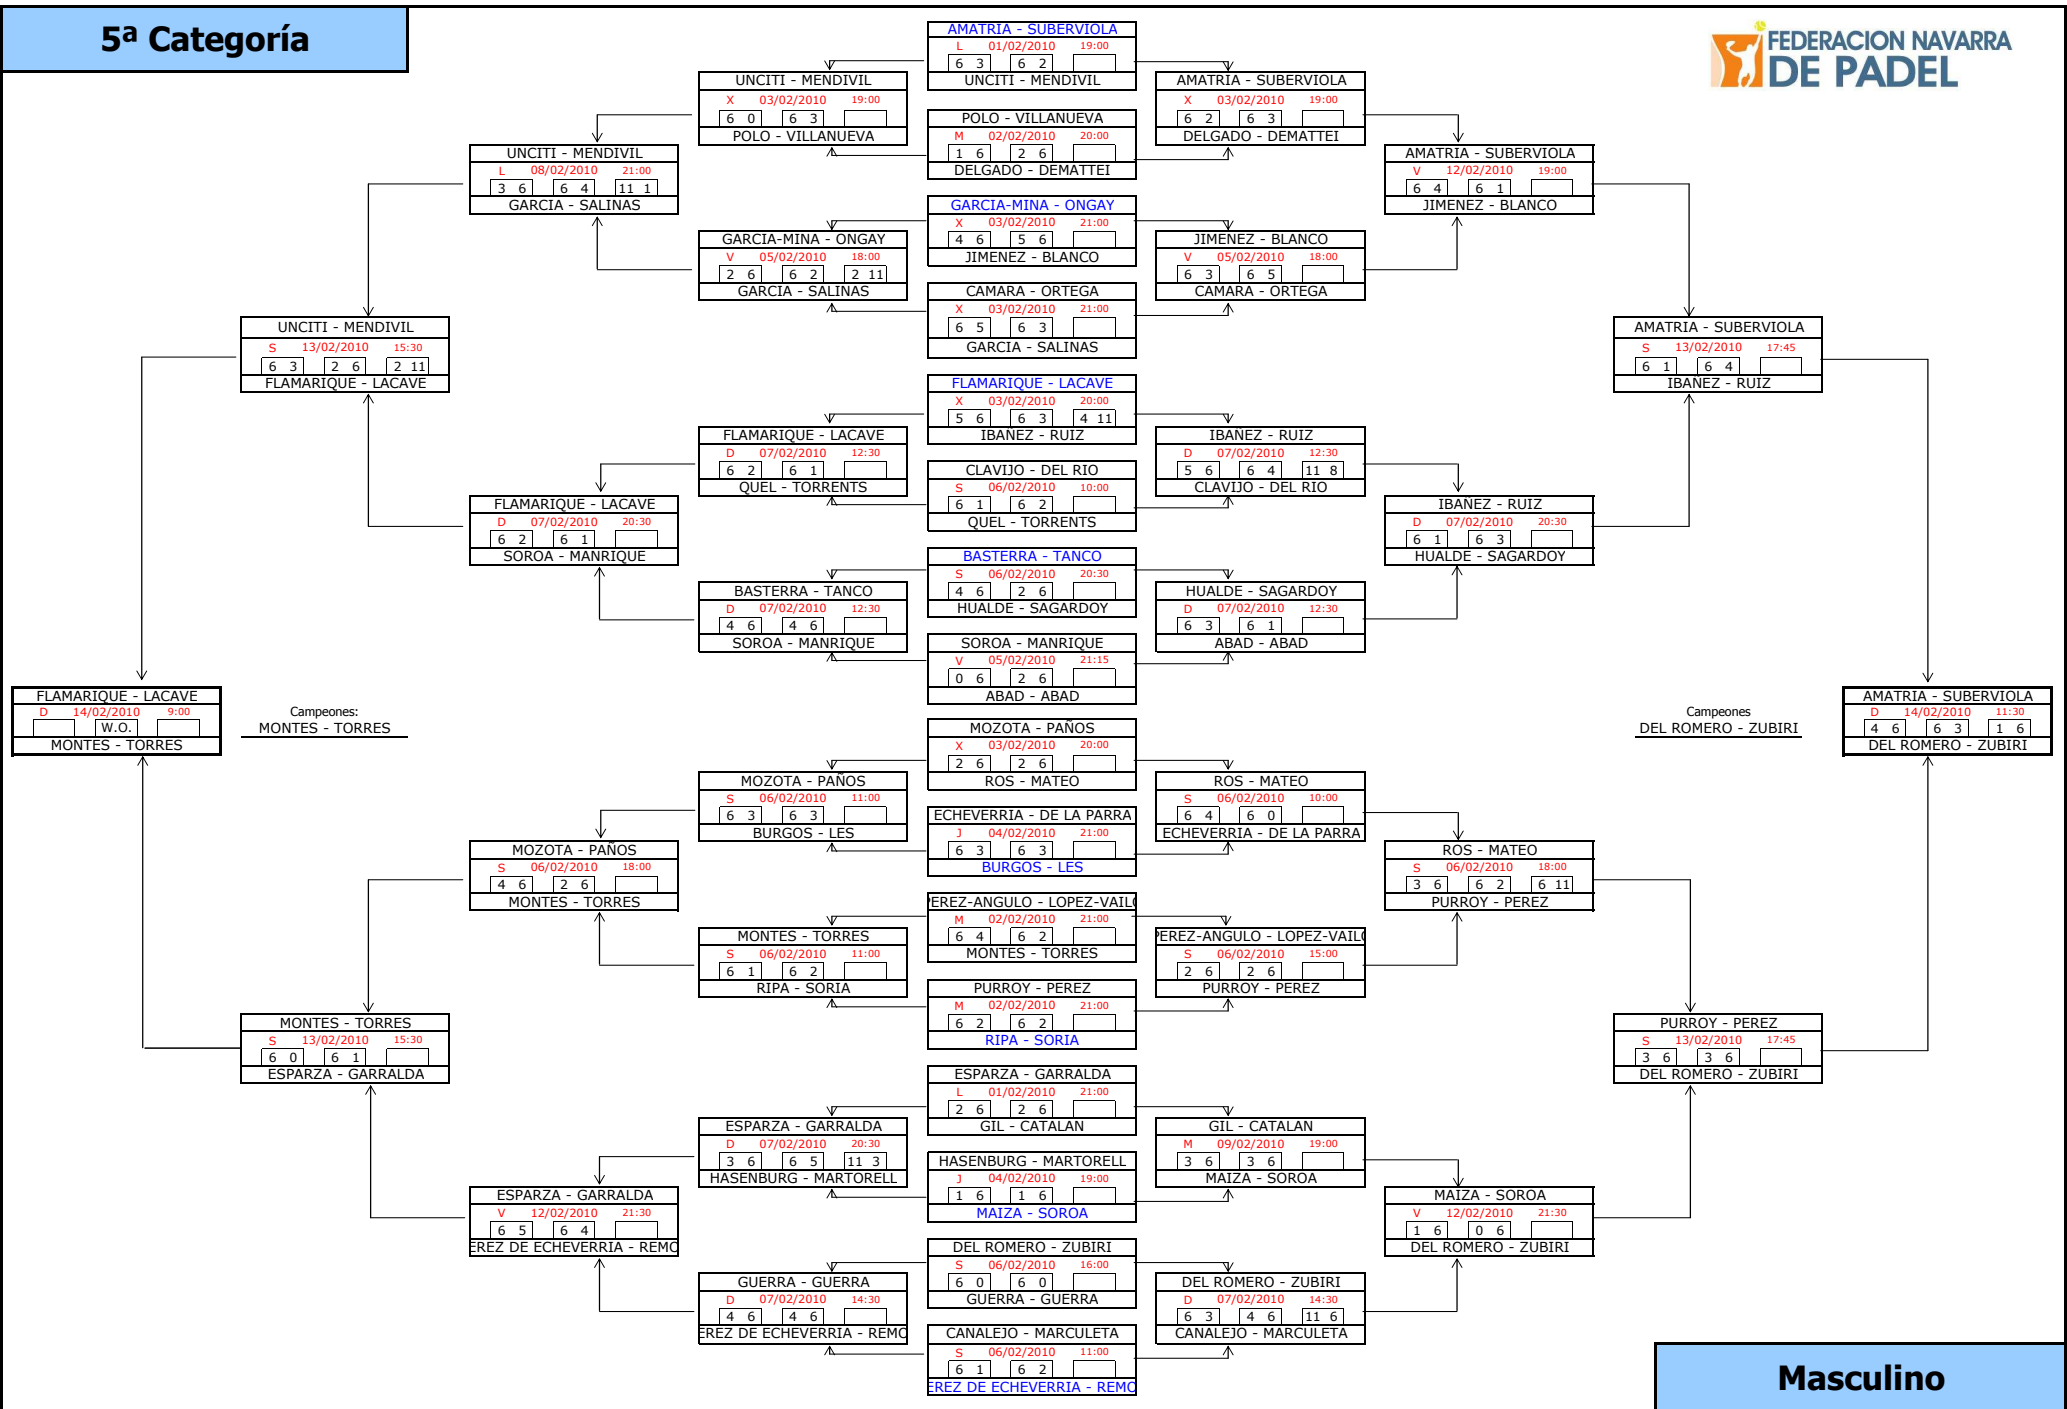 5ª Categoría
FEDERACION NAVARRA
DE PADEL
AMATRIA - SUBERVIOLA
L 01/02/2010 19:00
6 3 6 2
UNCITI - MENDIVIL
POLO - VILLANUEVA
M 02/02/2010 20:00
1 6 2 6
DELGADO - DEMATTEI
GARCIA-MINA - ONGAY
X 03/02/2010 21:00
4 6 5 6
JIMENEZ - BLANCO
CAMARA - ORTEGA
X 03/02/2010 21:00
6 5 6 3
GARCIA - SALINAS
FLAMARIQUE - LACAVE
X 03/02/2010 20:00
5 6 6 3 4 11
IBAÑEZ - RUIZ
CLAVIJO - DEL RIO
S 06/02/2010 10:00
6 1 6 2
QUEL - TORRENTS
BASTERRA - TANCO
S 06/02/2010 20:30
4 6 2 6
HUALDE - SAGARDOY
SOROA - MANRIQUE
V 05/02/2010 21:15
0 6 2 6
ABAD - ABAD
MOZOTA - PAÑOS
X 03/02/2010 20:00
2 6 2 6
ROS - MATEO
ECHEVERRIA - DE LA PARRA
J 04/02/2010 21:00
6 3 6 3
BURGOS - LES
PEREZ-ANGULO - LOPEZ-VAILO
M 02/02/2010 21:00
6 4 6 2
MONTES - TORRES
PURROY - PEREZ
M 02/02/2010 21:00
6 2 6 2
RIPA - SORIA
ESPARZA - GARRALDA
L 01/02/2010 21:00
2 6 2 6
GIL - CATALAN
HASENBURG - MARTORELL
J 04/02/2010 19:00
1 6 1 6
MAIZA - SOROA
DEL ROMERO - ZUBIRI
S 06/02/2010 16:00
6 0 6 0
GUERRA - GUERRA
CANALEJO - MARCULETA
S 06/02/2010 11:00
6 1 6 2
EREZ DE ECHEVERRIA - REMO
UNCITI - MENDIVIL
X 03/02/2010 19:00
6 0 6 3
POLO - VILLANUEVA
GARCIA-MINA - ONGAY
V 05/02/2010 18:00
2 6 6 2 2 11
GARCIA - SALINAS
FLAMARIQUE - LACAVE
D 07/02/2010 12:30
6 2 6 1
QUEL - TORRENTS
BASTERRA - TANCO
D 07/02/2010 12:30
4 6 4 6
SOROA - MANRIQUE
MOZOTA - PAÑOS
S 06/02/2010 11:00
6 3 6 3
BURGOS - LES
MONTES - TORRES
S 06/02/2010 11:00
6 1 6 2
RIPA - SORIA
ESPARZA - GARRALDA
D 07/02/2010 20:30
3 6 6 5 11 3
HASENBURG - MARTORELL
GUERRA - GUERRA
D 07/02/2010 14:30
4 6 4 6
EREZ DE ECHEVERRIA - REMO
UNCITI - MENDIVIL
L 08/02/2010 21:00
3 6 6 4 11 1
GARCIA - SALINAS
FLAMARIQUE - LACAVE
D 07/02/2010 20:30
6 2 6 1
SOROA - MANRIQUE
MOZOTA - PAÑOS
S 06/02/2010 18:00
4 6 2 6
MONTES - TORRES
ESPARZA - GARRALDA
V 12/02/2010 21:30
6 5 6 4
EREZ DE ECHEVERRIA - REMO
UNCITI - MENDIVIL
S 13/02/2010 15:30
6 3 2 6 2 11
FLAMARIQUE - LACAVE
MONTES - TORRES
S 13/02/2010 15:30
6 0 6 1
ESPARZA - GARRALDA
FLAMARIQUE - LACAVE
D 14/02/2010 9:00
W.O.
MONTES - TORRES
Campeones:
MONTES - TORRES
AMATRIA - SUBERVIOLA
X 03/02/2010 19:00
6 2 6 3
DELGADO - DEMATTEI
JIMENEZ - BLANCO
V 05/02/2010 18:00
6 3 6 5
CAMARA - ORTEGA
IBAÑEZ - RUIZ
D 07/02/2010 12:30
5 6 6 4 11 8
CLAVIJO - DEL RIO
HUALDE - SAGARDOY
D 07/02/2010 12:30
6 3 6 1
ABAD - ABAD
ROS - MATEO
S 06/02/2010 10:00
6 4 6 0
ECHEVERRIA - DE LA PARRA
PEREZ-ANGULO - LOPEZ-VAILO
S 06/02/2010 15:00
2 6 2 6
PURROY - PEREZ
GIL - CATALAN
M 09/02/2010 19:00
3 6 3 6
MAIZA - SOROA
DEL ROMERO - ZUBIRI
D 07/02/2010 14:30
6 3 4 6 11 6
CANALEJO - MARCULETA
AMATRIA - SUBERVIOLA
V 12/02/2010 19:00
6 4 6 1
JIMENEZ - BLANCO
IBAÑEZ - RUIZ
D 07/02/2010 20:30
6 1 6 3
HUALDE - SAGARDOY
ROS - MATEO
S 06/02/2010 18:00
3 6 6 2 6 11
PURROY - PEREZ
MAIZA - SOROA
V 12/02/2010 21:30
1 6 0 6
DEL ROMERO - ZUBIRI
AMATRIA - SUBERVIOLA
S 13/02/2010 17:45
6 1 6 4
IBAÑEZ - RUIZ
PURROY - PEREZ
S 13/02/2010 17:45
3 6 3 6
DEL ROMERO - ZUBIRI
Campeones
DEL ROMERO - ZUBIRI
AMATRIA - SUBERVIOLA
D 14/02/2010 11:30
4 6 6 3 1 6
DEL ROMERO - ZUBIRI
Masculino